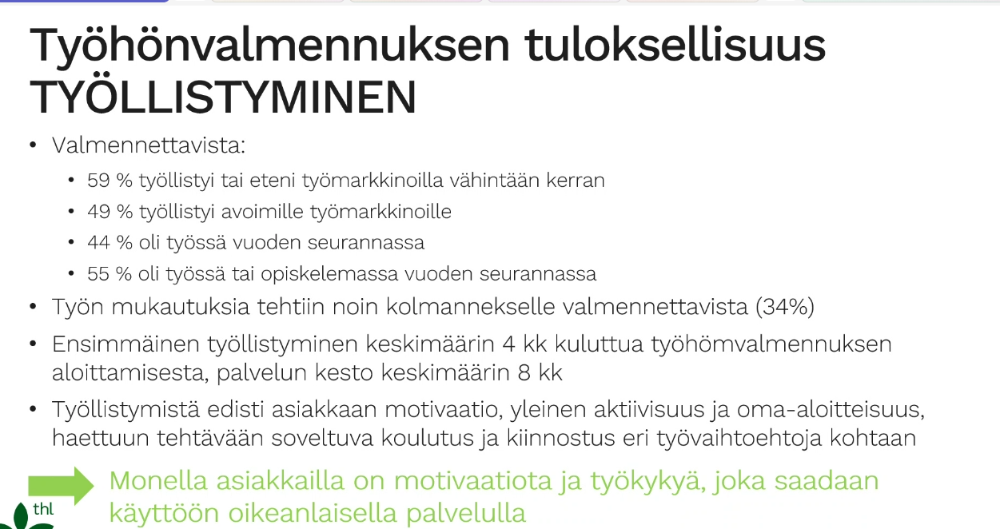 Työhönvalmennuksen tuloksellisuus
TYÖLLISTYMINEN
• Valmennettavista:
• 59 % työllistyi tai eteni työmarkkinoilla vähintään kerran
• 49 % työllistyi avoimille työmarkkinoille
• 44 % oli työssä vuoden seurannassa
• 55 % oli työssä tai opiskelemassa vuoden seurannassa
• Työn mukautuksia tehtiin noin kolmannekselle valmennettavista (34%)
• Ensimmäinen työllistyminen keskimäärin 4 kk kuluttua työhömvalmennuksen
aloittamisesta, palvelun kesto keskimäärin 8 kk
• Työllistymistä edisti asiakkaan motivaatio, yleinen aktiivisuus ja oma-aloitteisuus,
haettuun tehtävään soveltuva koulutus ja kiinnostus eri työvaihtoehtoja kohtaan
Monella asiakkailla on motivaatiota ja työkykyä, joka saadaan
käyttöön oikeanlaisella palvelulla
thl